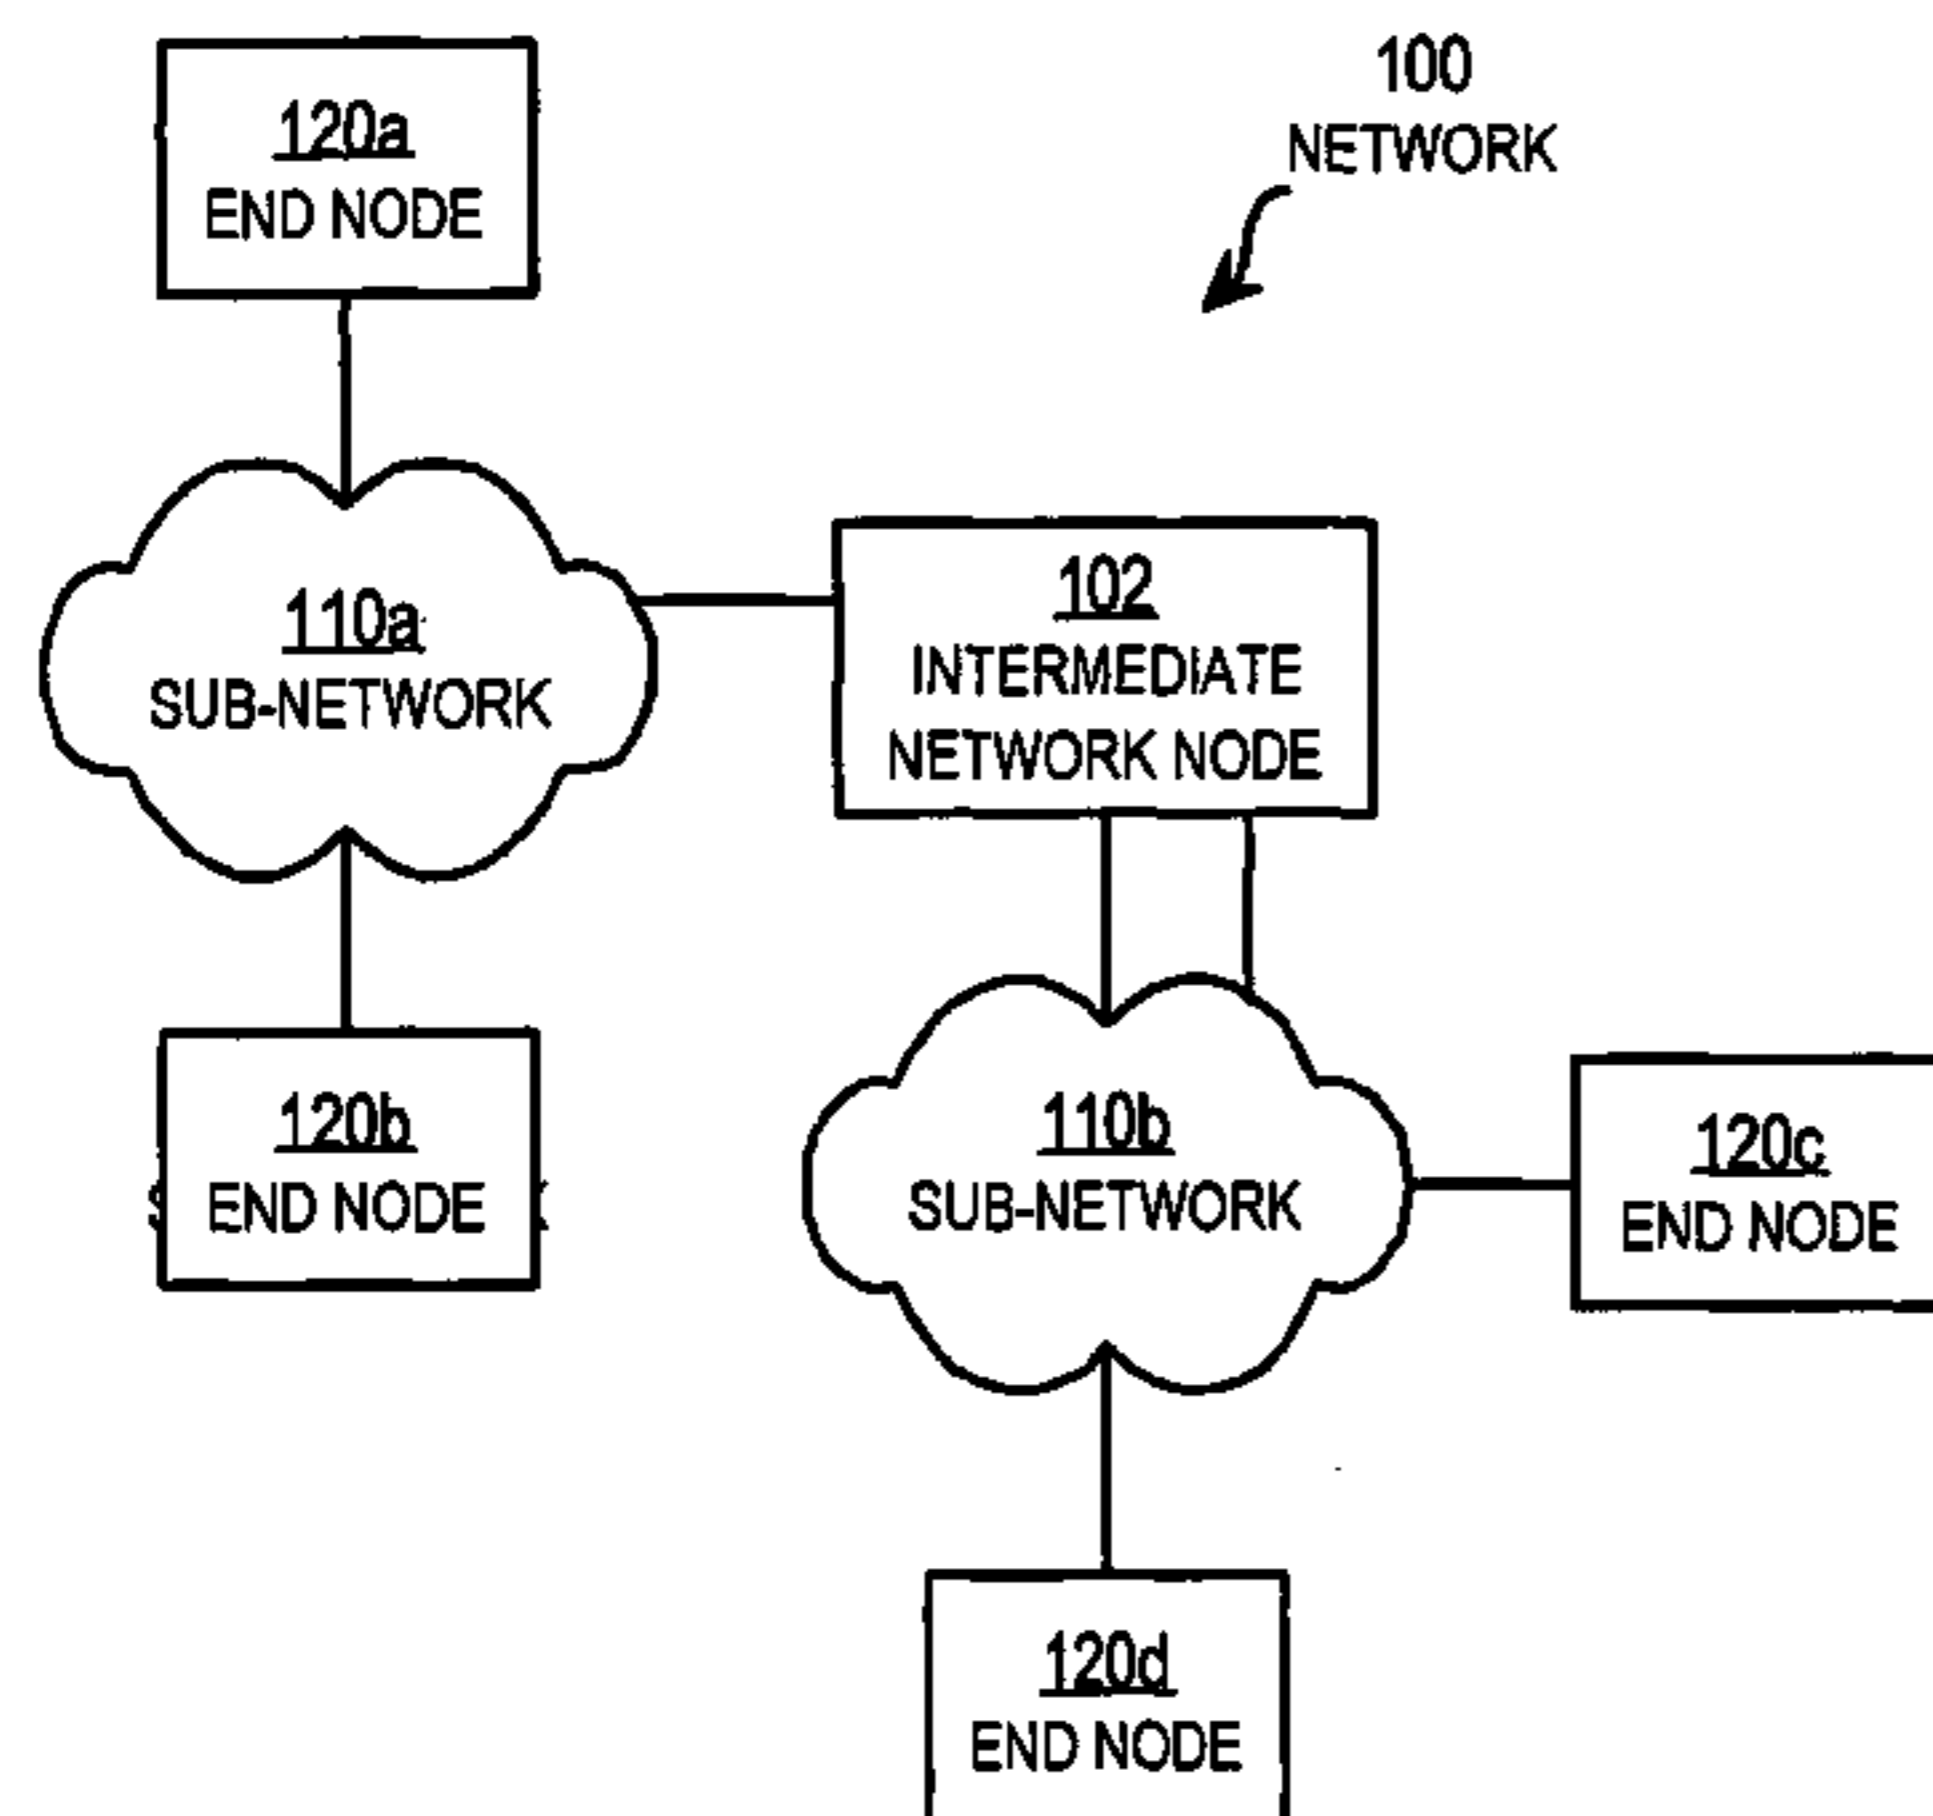 120a
END NODE
100
NETWORK
110a
SUB-NETWORK
102
INTERMEDIATE
NETWORK NODE
120b
END NODE
110b
SUB-NETWORK
120c
END NODE
120d
END NODE